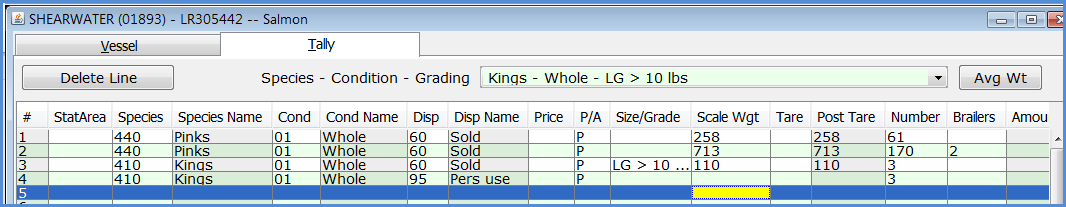 SHEARWATER (01893) - LR305442 -- Salmon
Vessel Tally
Delete Line Species - Condition - Grading Kings - Whole - LG > 10 lbs Avg Wt
# StatArea Species Species Name Cond Cond Name Disp Disp Name Price P/A Size/Grade Scale Wgt Tare Post Tare Number Brailers Amou
1 440 Pinks 01 Whole 60 Sold P 258 258 61
2 440 Pinks 01 Whole 60 Sold P 713 713 170 2
3 410 Kings 01 Whole 60 Sold P LG > 10 ... 110 110 3
4 410 Kings 01 Whole 95 Pers use P 3
5